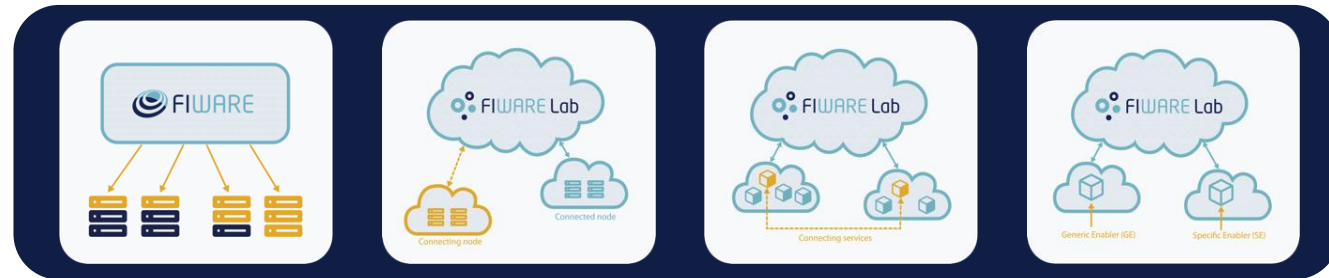 FIWARE
FIWARE Lab
Connected node
Connecting node
FIWARE Lab
Connecting services
FIWARE Lab
Generic Enabler (GE)
Specific Enabler (SE)